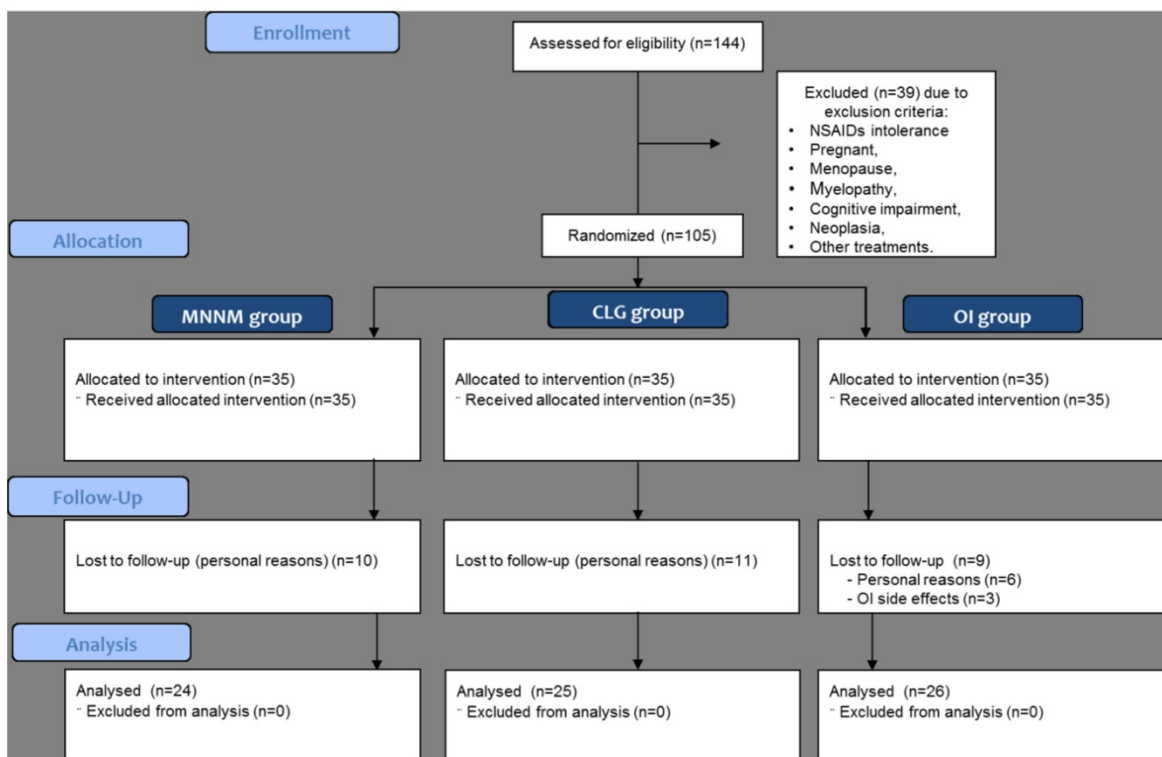 Enrollment
Assessed for eligibility (n=144)
Excluded (n=39) due to
exclusion criteria:
• NSAIDs intolerance
• Pregnant,
• Menopause,
• Myelopathy,
• Cognitive impairment,
• Neoplasia,
• Other treatments.
Randomized (n=105)
Allocation
MNNM group
CLG group
OI group
Allocated to intervention (n=35)
¨ Received allocated intervention (n=35)
Allocated to intervention (n=35)
¨ Received allocated intervention (n=35)
Allocated to intervention (n=35)
¨ Received allocated intervention (n=35)
Follow-Up
Lost to follow-up (personal reasons) (n=10)
Lost to follow-up (personal reasons) (n=11)
Lost to follow-up (n=9)
- Personal reasons (n=6)
- OI side effects (n=3)
Analysis
Analysed (n=24)
¨ Excluded from analysis (n=0)
Analysed (n=25)
¨ Excluded from analysis (n=0)
Analysed (n=26)
¨ Excluded from analysis (n=0)